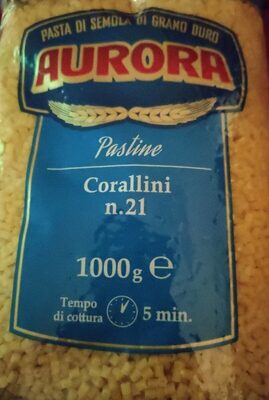 PASTA DI SEMOLA DI GRANO DURO
AURORA
Pastine
Corallini
n.21
1000g e
Tempo
di cottura 5 min.